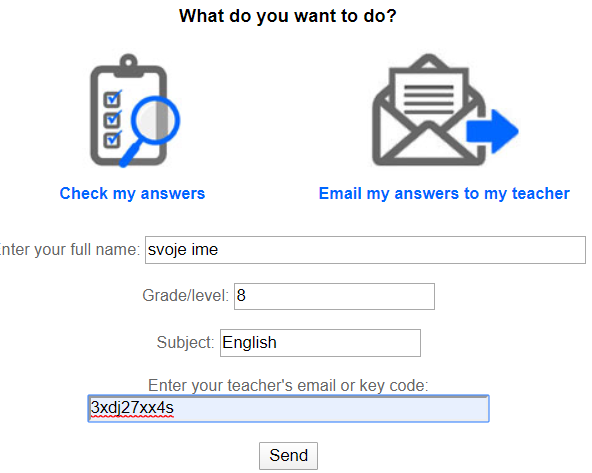 What do you want to do?
Check my answers
Email my answers to my teacher
nter your full name: svoje ime
Grade/level: 8
Subject: English
Enter your teacher's email or key code:
3xdj27xx4s
Send